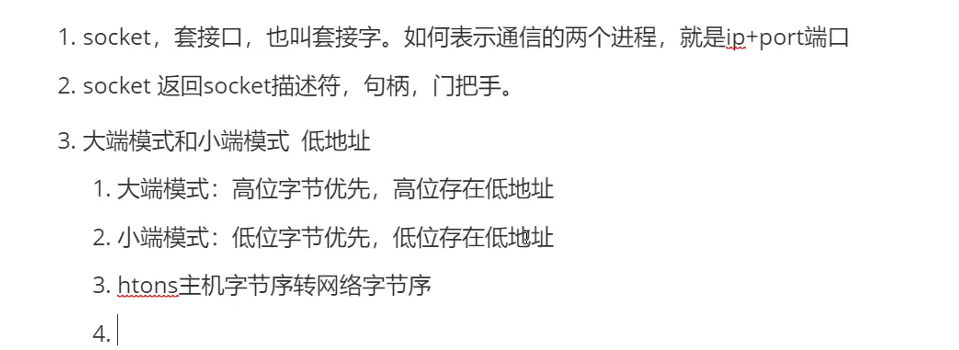 1. socket，套接口，也叫套接字。如何表示通信的两个进程，就是ip+port端口
2. socket 返回socket描述符，句柄，门把手。
3. 大端模式和小端模式 低地址
1. 大端模式：高位字节优先，高位存在低地址
2. 小端模式：低位字节优先，低位存在低地址
3. htons主机字节序转网络字节序
4.